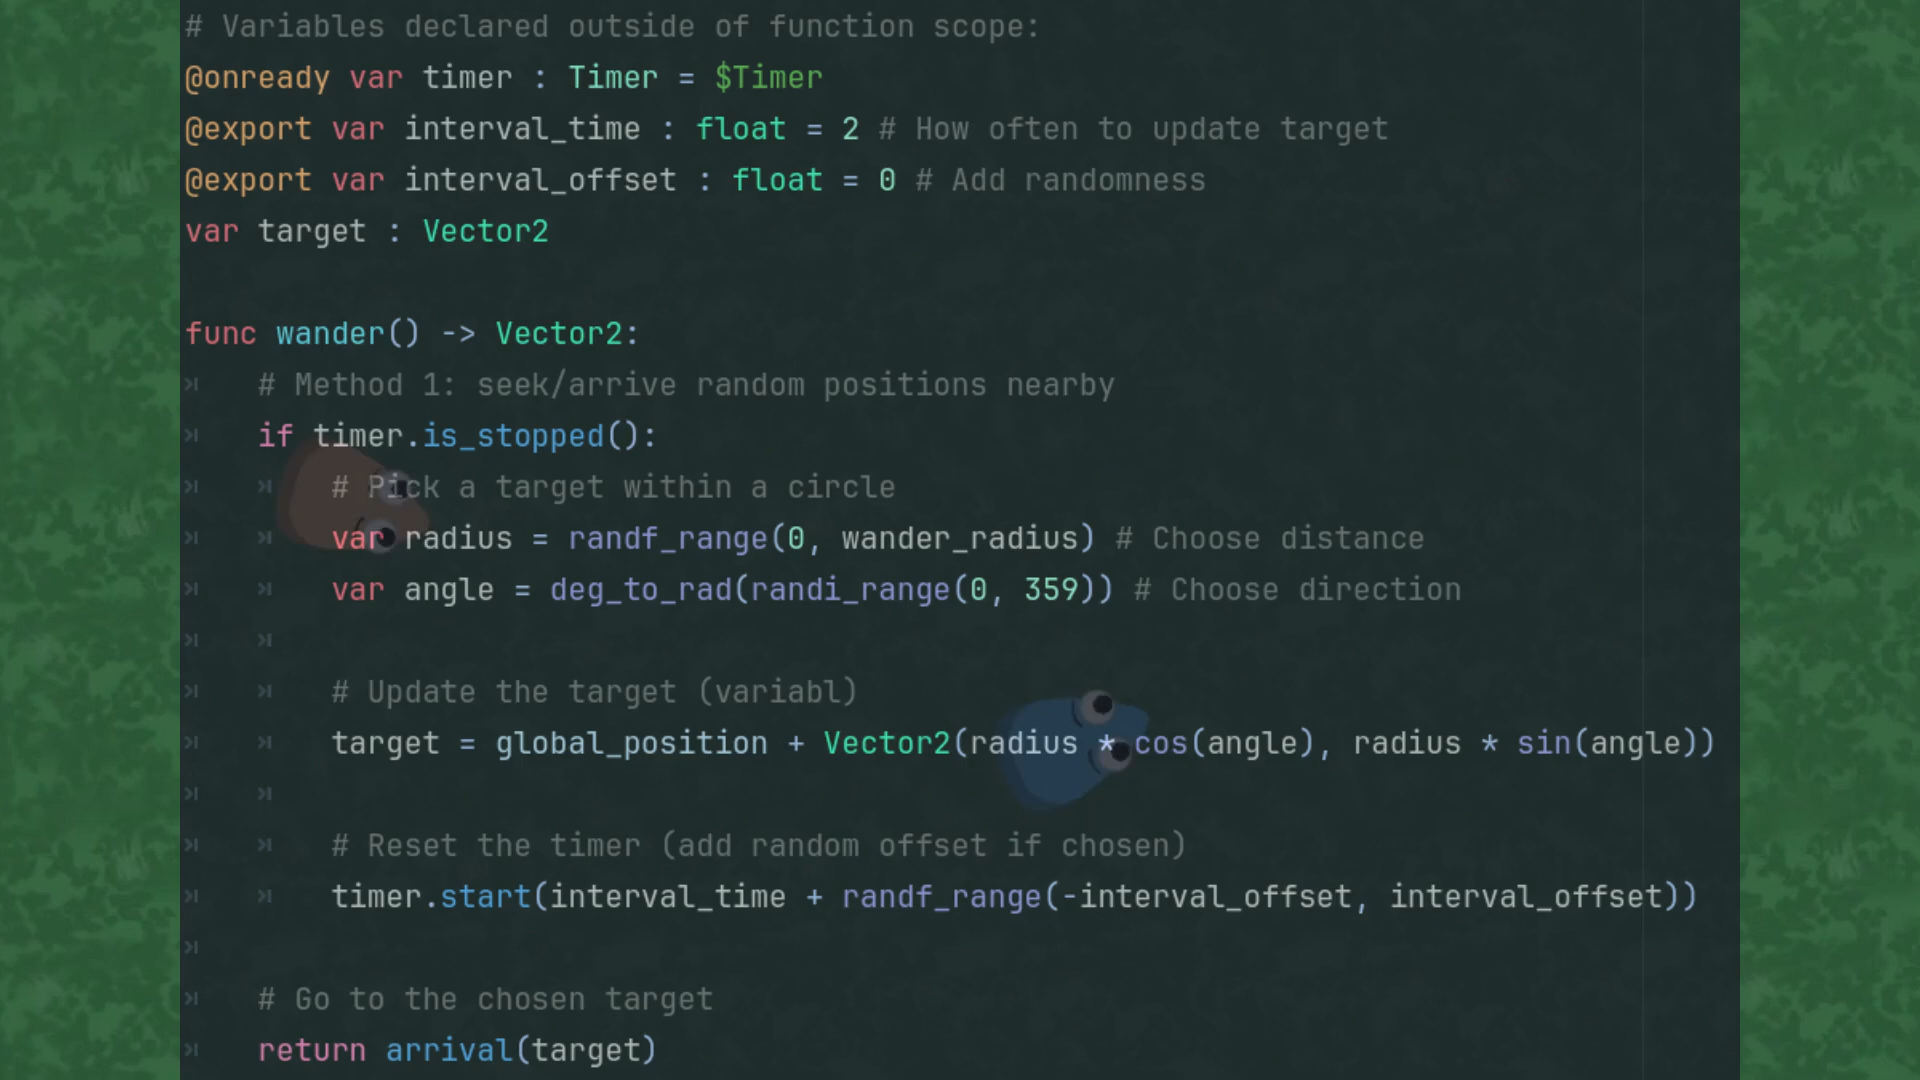 # Variables declared outside of function scope:
@onready var timer : Timer = $Timer
@export var interval_time : float = 2 # How often to update target
@export var interval_offset : float = 0 # Add randomness
var target : Vector2
func wander() -> Vector2:
# Method 1: seek/arrive random positions nearby
if timer.is_stopped():
# Pick a target within a circle
var radius = randf_range(0, wander_radius) # Choose distance
var angle = deg_to_rad(randi_range(0, 359)) # Choose direction
# Update the target (variabl)
target = global_position + Vector2(radius * cos(angle), radius * sin(angle))
# Reset the timer (add random offset if chosen)
timer.start(interval_time + randf_range(-interval_offset, interval_offset))
# Go to the chosen target
return arrival(target)